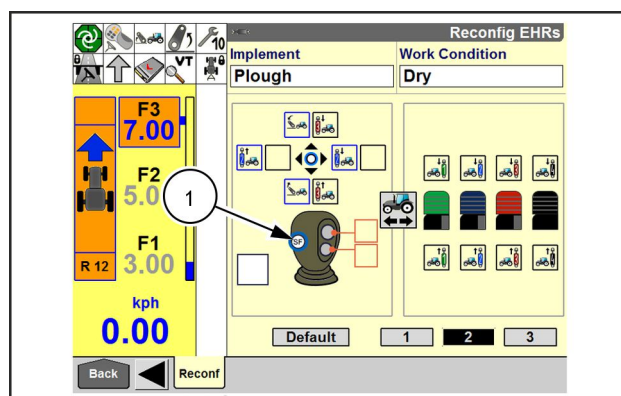 10
VT
Reconfig EHRs
Implement
Work Condition
Plough
Dry
F3
7.00
F2
5.0
1
F1
R 12
3.00
SF
kph
0.00
Default
1
2
3
Back
Reconf